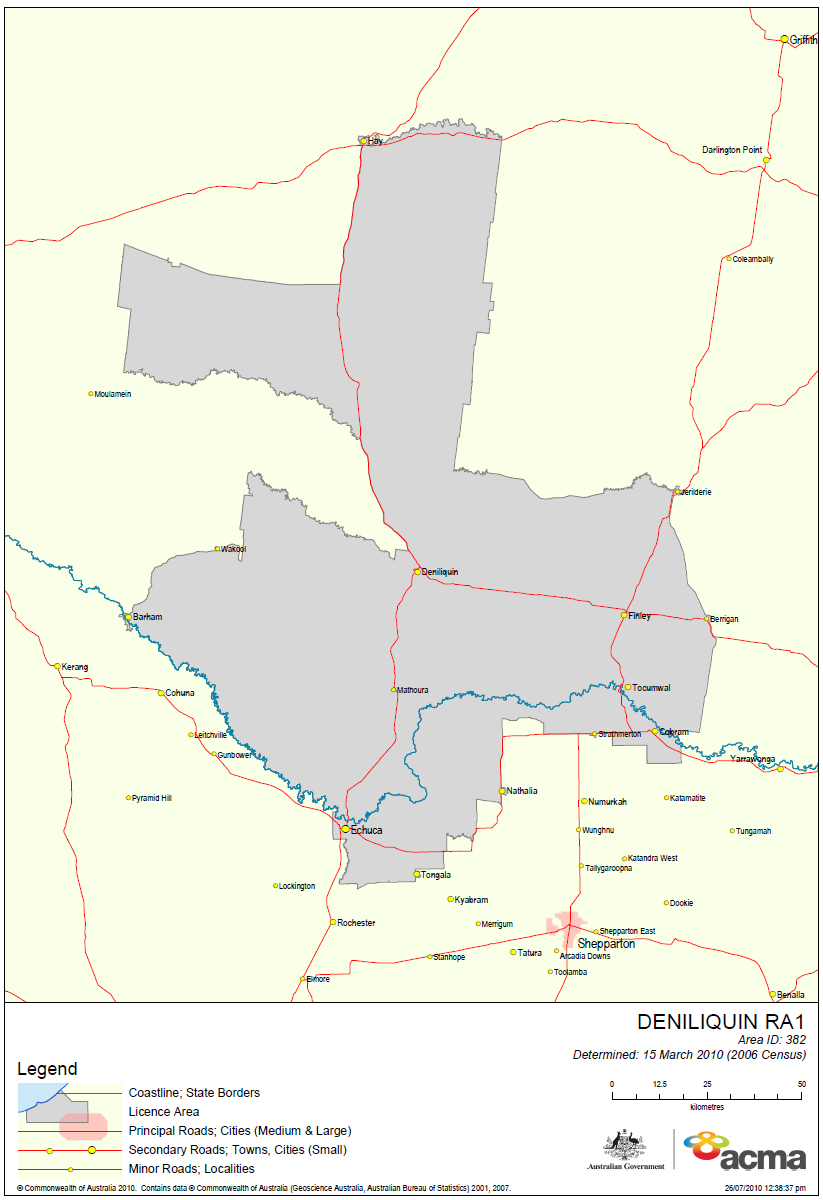 Griffith
Hay
Darlington Point
Coleambally
Moulamein
Jerilderie
Wakool
Deniliquin
Barham
Finley
Berrigan
Kerang
Cohuna
Mathoura
Tocumwal
Leitchville
Strathmerton
Cobram
Gunbower
Yarrawonga
Pyramid Hill
Nathalia
Numurkah
Katamatite
Echuca
Wunghnu
Tungamah
Katandra West
Tallygaroopna
Tongala
Lockington
Kyabram
Dookie
Rochester
Merrigum
Shepparton East
Shepparton
Stanhope
Tatura
Arcadia Downs
Toolamba
Elmore
Benalla
DENILIQUIN RA1
Area ID: 382
Determined: 15 March 2010 (2006 Census)
Legend
Coastline; State Borders
Licence Area
Principal Roads; Cities (Medium & Large)
Secondary Roads; Towns, Cities (Small)
Minor Roads; Localities
0 12.5 25 50
kilometres
Australian Government
acma
© Commonwealth of Australia 2010. Contains data © Commonwealth of Australia (Geoscience Australia, Australian Bureau of Statistics) 2001, 2007.
26/07/2010 12:38:37 pm